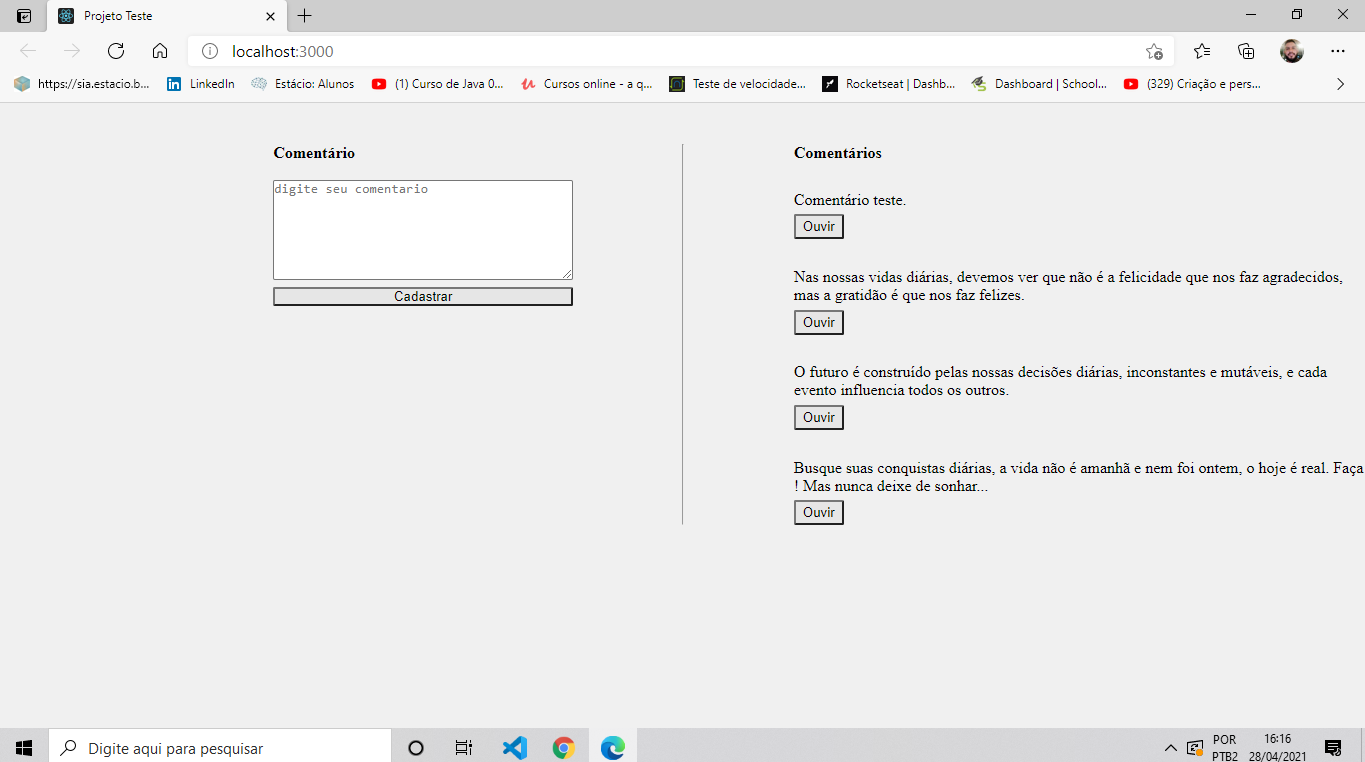 Projeto Teste
localhost:3000
https://sia.estacio.b... LinkedIn Estácio: Alunos (1) Curso de Java 0... Cursos online - a q... Teste de velocidade... Rocketseat | Dashb... Dashboard | School... (329) Criação e pers...
Comentário
digite seu comentario
Cadastrar
Comentários
Comentário teste.
Ouvir
Nas nossas vidas diárias, devemos ver que não é a felicidade que nos faz agradecidos,
mas a gratidão é que nos faz felizes.
Ouvir
O futuro é construído pelas nossas decisões diárias, inconstantes e mutáveis, e cada
evento influencia todos os outros.
Ouvir
Busque suas conquistas diárias, a vida não é amanhã e nem foi ontem, o hoje é real. Faça
! Mas nunca deixe de sonhar...
Ouvir
Digite aqui para pesquisar
POR 16:16
PTB2 28/04/2021